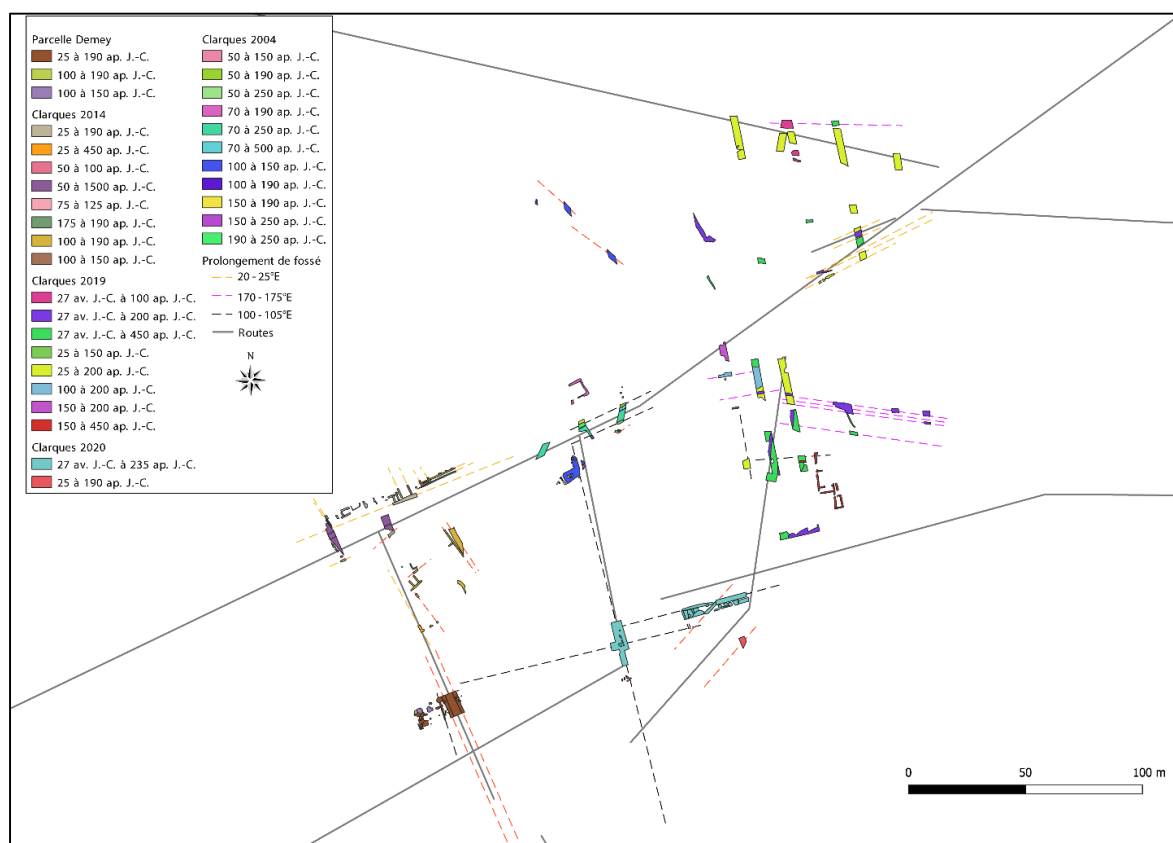 Parcelle Demey
25 à 190 ap. J.-C.
100 à 190 ap. J.-C.
100 à 150 ap. J.-C.
Clarques 2014
25 à 190 ap. J.-C.
25 à 450 ap. J.-C.
50 à 100 ap. J.-C.
50 à 1500 ap. J.-C.
75 à 125 ap. J.-C.
175 à 190 ap. J.-C.
100 à 190 ap. J.-C.
100 à 150 ap. J.-C.
Clarques 2019
27 av. J.-C. à 100 ap. J.-C.
27 av. J.-C. à 200 ap. J.-C.
27 av. J.-C. à 450 ap. J.-C.
25 à 150 ap. J.-C.
25 à 200 ap. J.-C.
100 à 200 ap. J.-C.
150 à 200 ap. J.-C.
150 à 450 ap. J.-C.
Clarques 2020
27 av. J.-C. à 235 ap. J.-C.
25 à 190 ap. J.-C.
Clarques 2004
50 à 150 ap. J.-C.
50 à 190 ap. J.-C.
50 à 250 ap. J.-C.
70 à 190 ap. J.-C.
70 à 250 ap. J.-C.
70 à 500 ap. J.-C.
100 à 150 ap. J.-C.
100 à 190 ap. J.-C.
150 à 190 ap. J.-C.
150 à 250 ap. J.-C.
190 à 250 ap. J.-C.
Prolongement de fossé
20 - 25°E
170 - 175°E
100 - 105°E
Routes
N
0 50 100 m